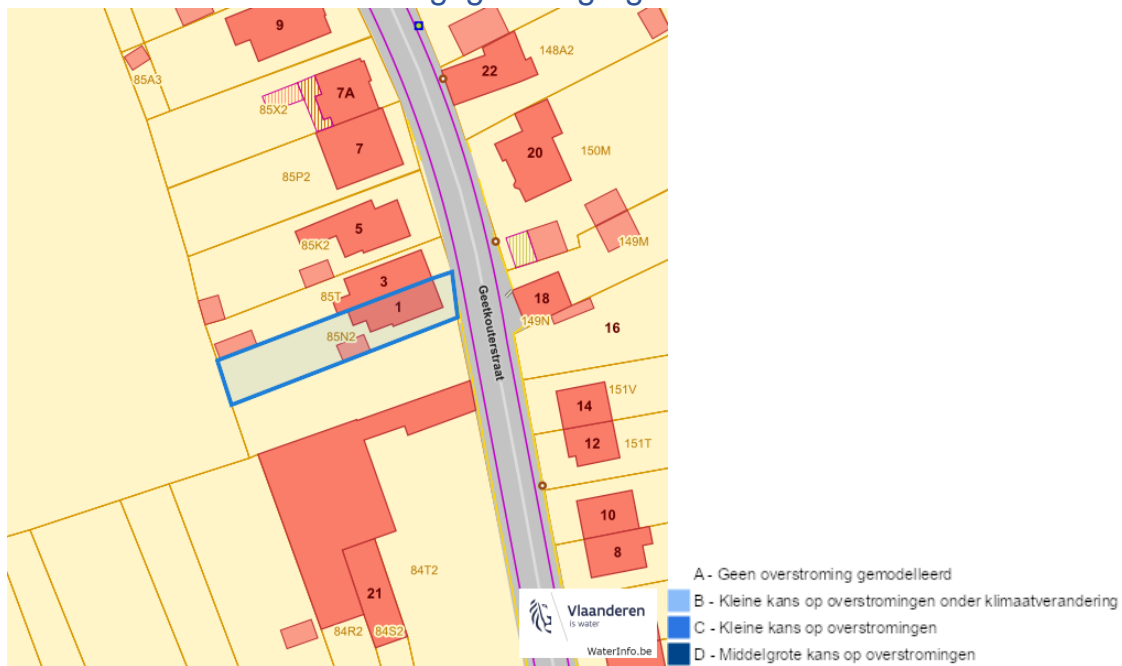 9
22
148A2
85A3
7A
85X2
7
20
150M
85P2
5
85K2
149M
3
85T
1
18
149N
16
85N2
Geetkouterstraat
14
151V
12
151T
10
8
84T2
21
84R2
84S2
Vlaanderen
is water
WaterInfo.be
A - Geen overstroming gemodelleerd
B - Kleine kans op overstromingen onder klimaatverandering
C - Kleine kans op overstromingen
D - Middelgrote kans op overstromingen